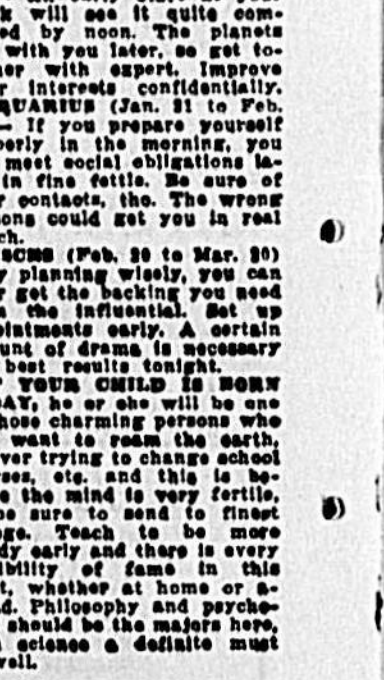 k will see it quite com-
ed by noon. The planets
with you later, so get to-
her with expert. Improve
r interests confidentially.
QUARIUS (Jan. 21 to Feb.
— If you prepare yourself
perly in the morning, you
meet social obligations la-
in fine fettle. Be sure of
r contacts, tho. The wrong
ons could get you in real
ch.
SCES (Feb. 20 to Mar. 20)
y planning wisely, you can
r get the backing you need
the influential. Set up
ointments early. A certain
unt of drama is necessary
best results tonight.
YOUR CHILD IS BORN
AY, he or she will be one
hose charming persons who
want to roam the earth,
ver trying to change school
rses, etc. and this is be-
e the mind is very fertile,
be sure to send to finest
ege. Teach to be more
dy early and there is every
ibility of fame in this
t, whether at home or a-
d. Philosophy and psycho-
should be the majors here,
science a definite must
well.